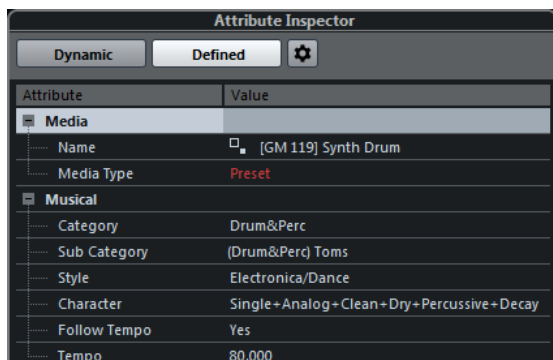 Attribute Inspector
Dynamic Defined
Attribute Value
Media
Name [GM 119] Synth Drum
Media Type Preset
Musical
Category Drum&Perc
Sub Category (Drum&Perc) Toms
Style Electronica/Dance
Character Single+Analog+Clean+Dry+Percussive+Decay
Follow Tempo Yes
Tempo 80.000